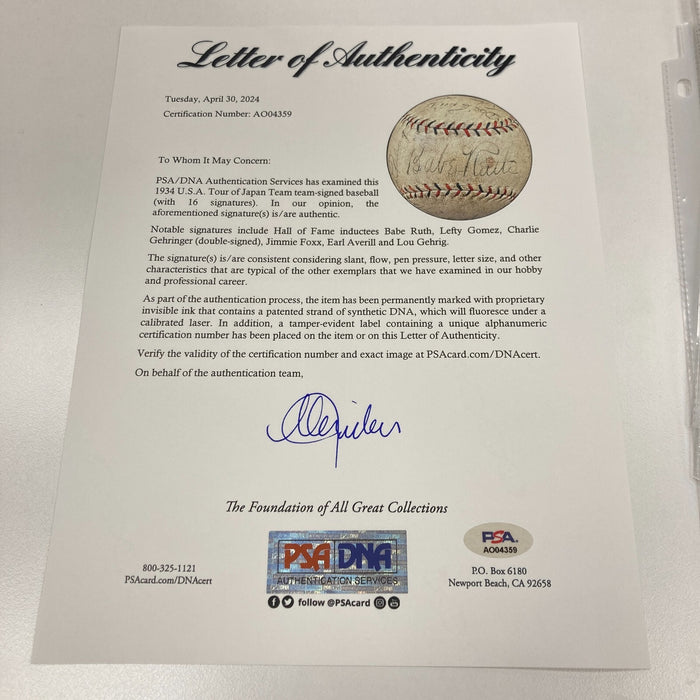 Letter of Authenticity
Tuesday, April 30, 2024
Certification Number: AO04359
Babe Ruth
To Whom It May Concern:
PSA/DNA Authentication Services has examined this
1934 U.S.A. Tour of Japan Team team-signed baseball
(with 16 signatures). In our opinion, the
aforementioned signature(s) is/are authentic.
Notable signatures include Hall of Fame inductees Babe Ruth, Lefty Gomez, Charlie
Gehringer (double-signed), Jimmie Foxx, Earl Averill and Lou Gehrig.
The signature(s) is/are consistent considering slant, flow, pen pressure, letter size, and other
characteristics that are typical of the other exemplars that we have examined in our hobby
and professional career.
As part of the authentication process, the item has been permanently marked with proprietary
invisible ink that contains a patented strand of synthetic DNA, which will fluoresce under a
calibrated laser. In addition, a tamper-evident label containing a unique alphanumeric
certification number has been placed on the item or on this Letter of Authenticity.
Verify the validity of the certification number and exact image at PSAcard.com/DNAcert.
On behalf of the authentication team,
The Foundation of All Great Collections
800-325-1121
PSAcard.com/DNAcert
PSA DNA
AUTHENTICATION SERVICES
follow @PSAcard
PSA.
AO04359
P.O. Box 6180
Newport Beach, CA 92658